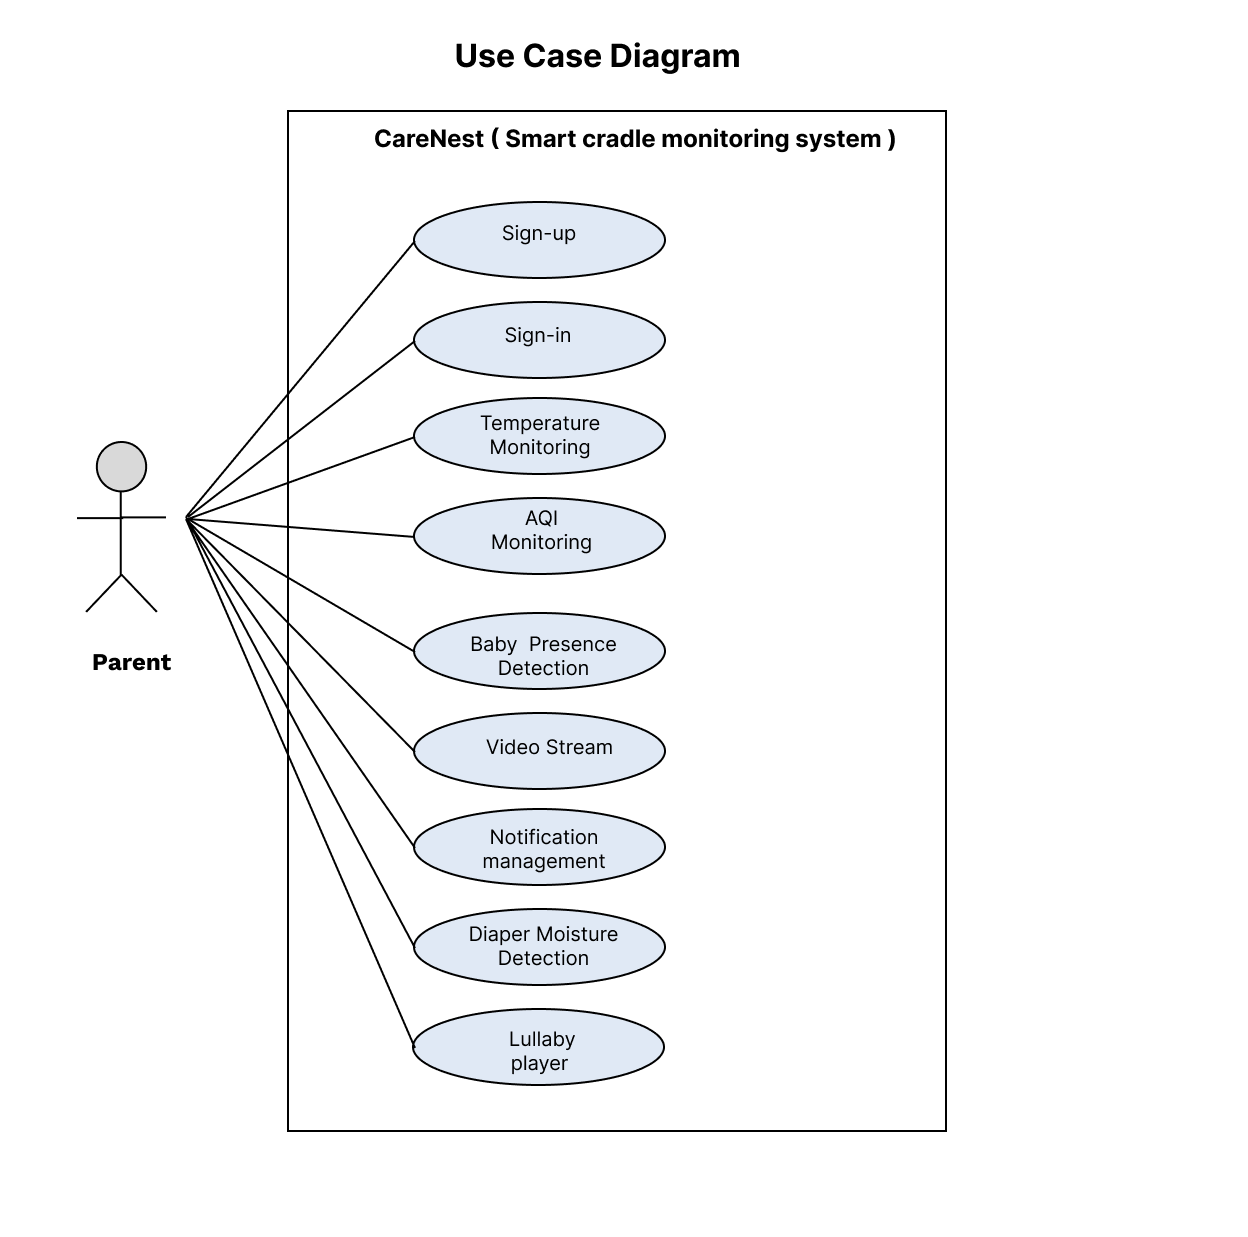 Use Case Diagram
CareNest ( Smart cradle monitoring system )
Sign-up
Sign-in
Temperature
Monitoring
AQI
Monitoring
Baby  Presence
Detection
Parent
Video Stream
Notification
management
Diaper Moisture
Detection
Lullaby
player